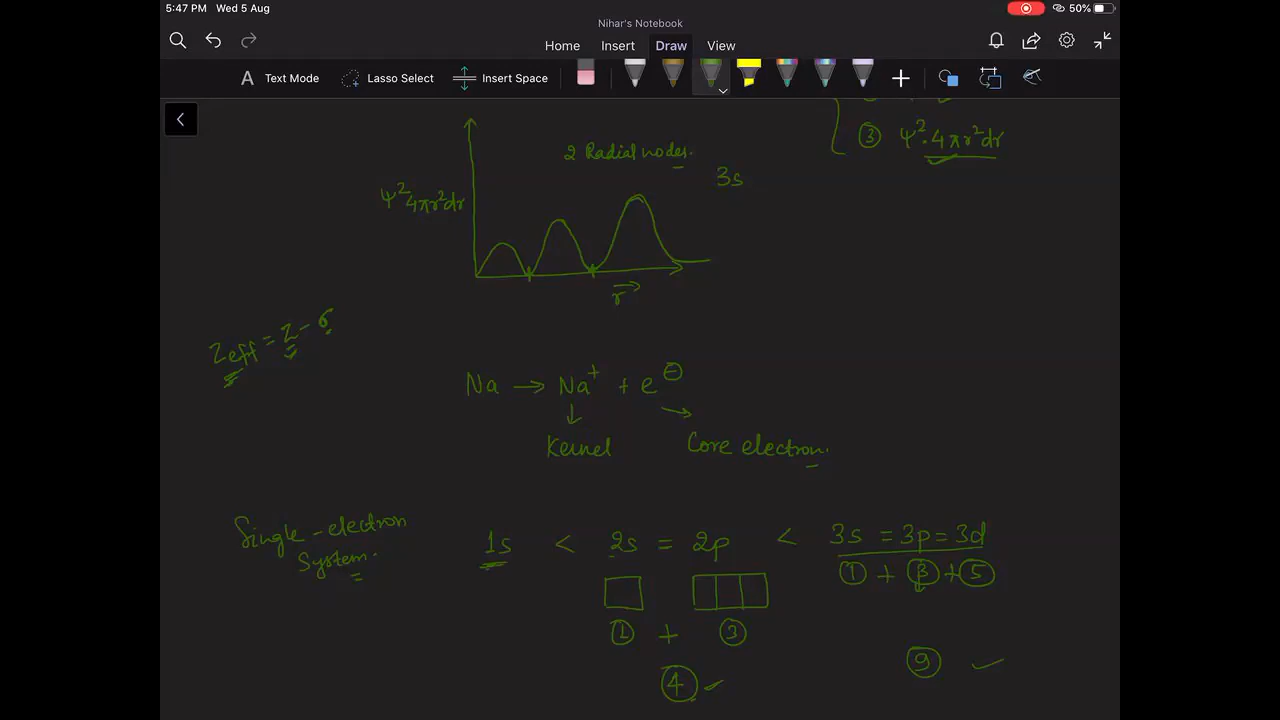 5:47 PM Wed 5 Aug
50%
Nihar's Notebook
Home Insert Draw View
A Text Mode Lasso Select Insert Space
③ ψ²·4πr²dr
2 Radial nodes.
3s
ψ²4πr²dr
r
Zeff = Z - σ
Na → Na⁺ + e⊖
Kernel Core electron.
Single-electron
System.
1s < 2s = 2p < 3s = 3p = 3d
① + ③ + ⑤
① + ③
⑨
④